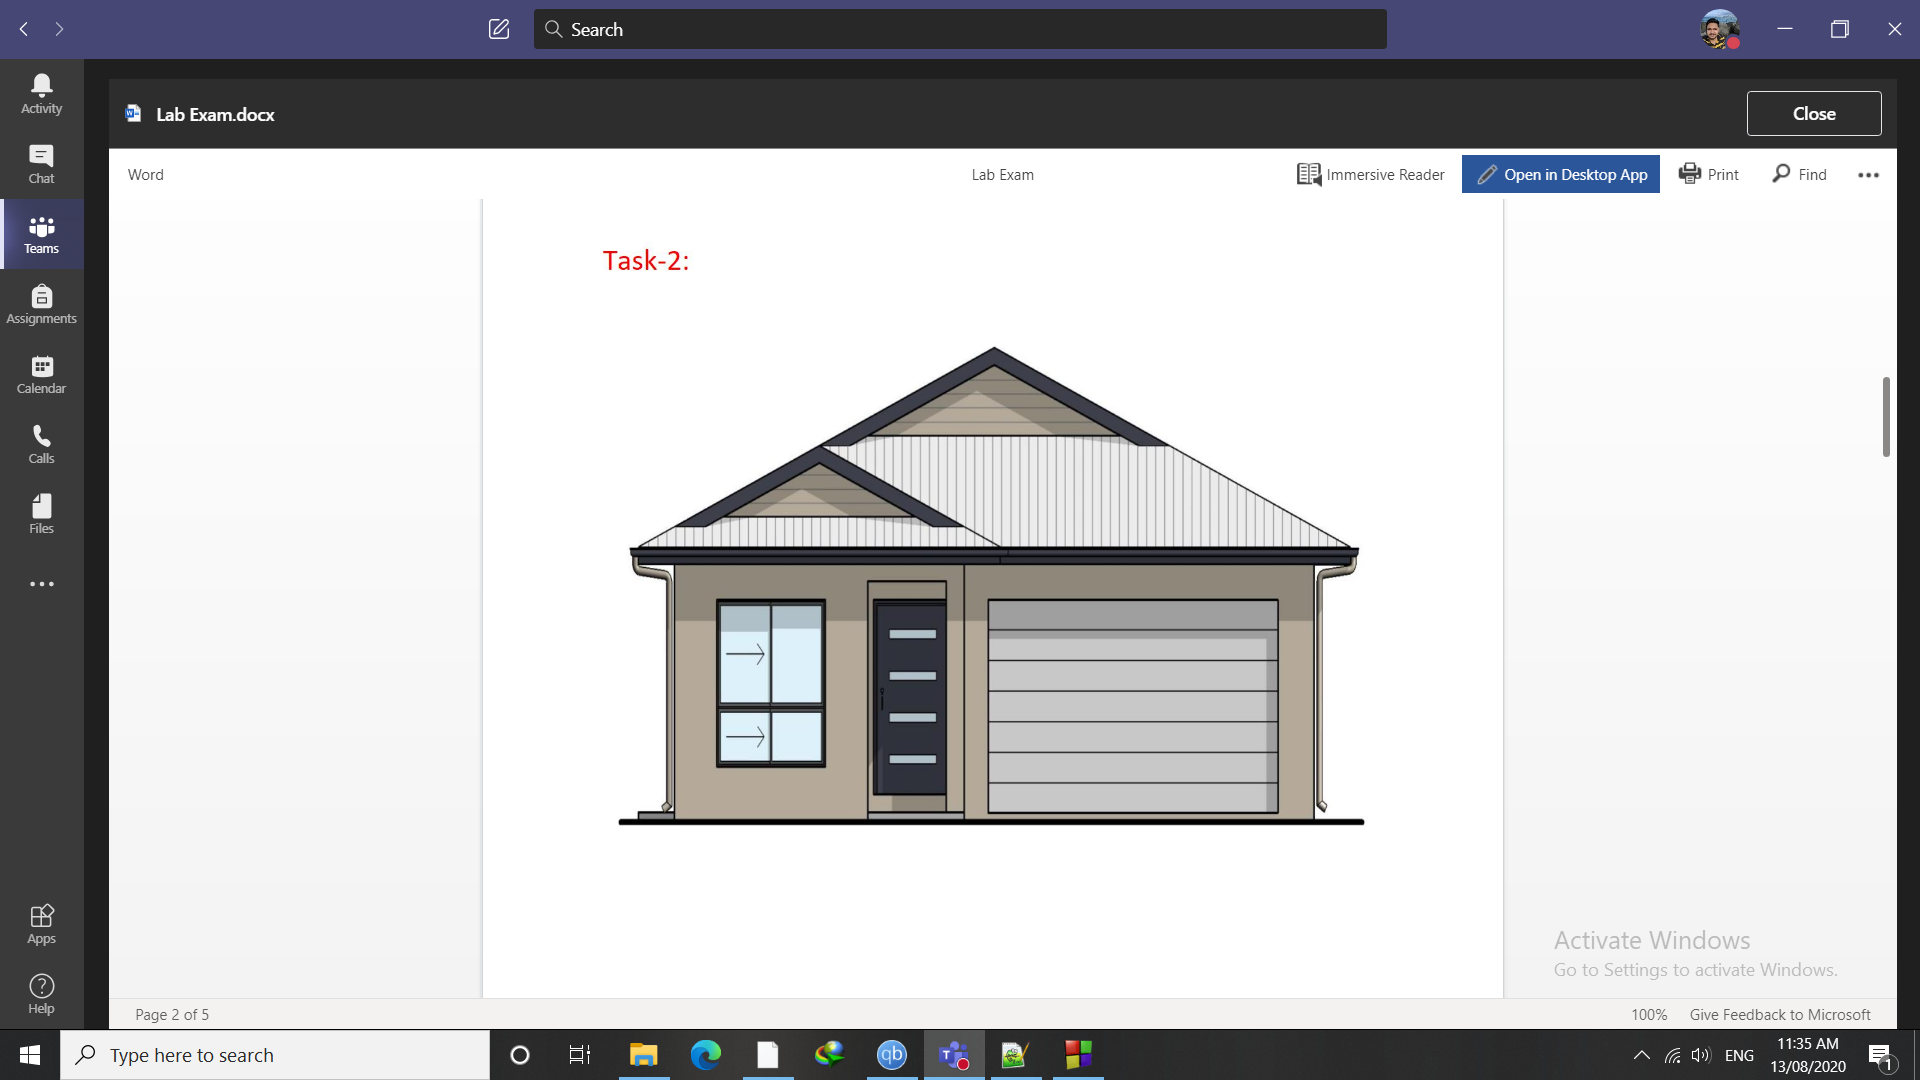 Search
Activity
Chat
Teams
Assignments
Calendar
Calls
Files
Apps
Help
Lab Exam.docx
Close
Word
Lab Exam
Immersive Reader
Open in Desktop App
Print
Find
Task-2:
Activate Windows
Go to Settings to activate Windows.
Page 2 of 5
100%
Give Feedback to Microsoft
Type here to search
qb
T
ENG
11:35 AM
13/08/2020
1